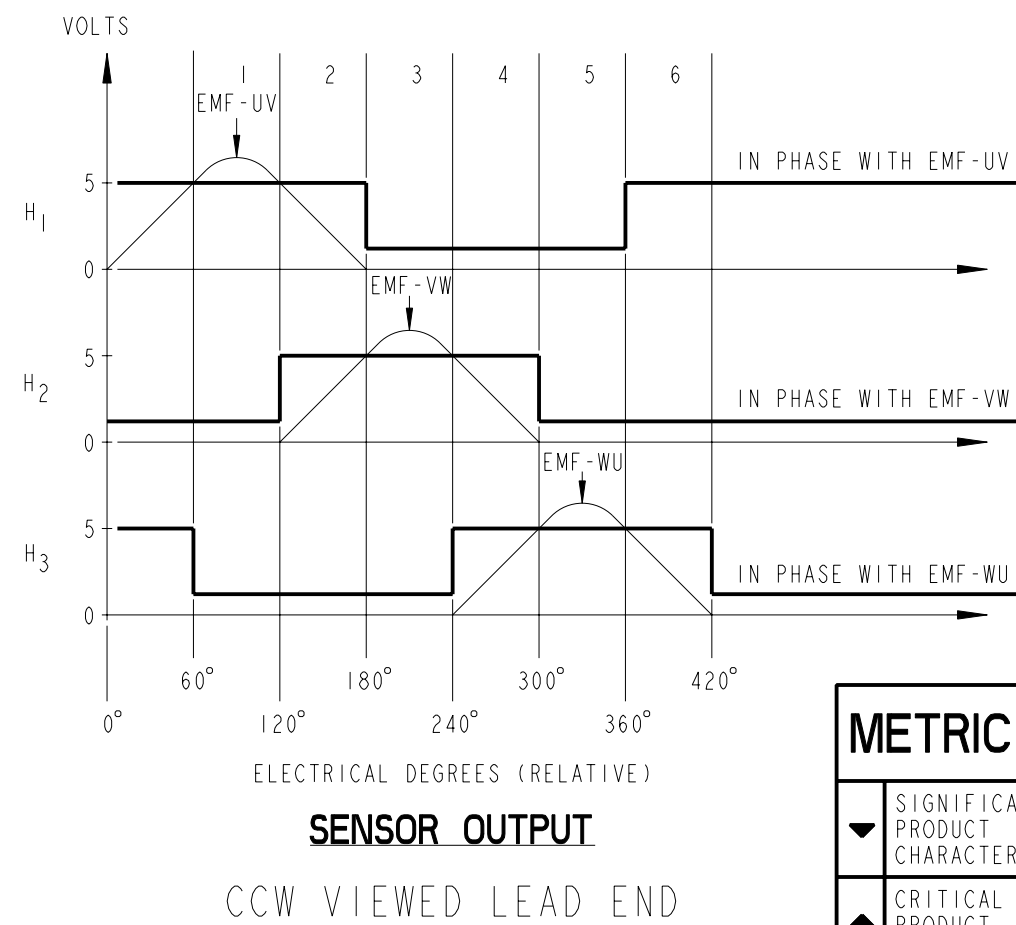 VOLTS
1 2 3 4 5 6
EMF-UV
IN PHASE WITH EMF-UV
5
H1
0
EMF-VW
5
H2
IN PHASE WITH EMF-VW
0
EMF-WU
5
H3
IN PHASE WITH EMF-WU
0
60° 180° 300° 420°
0° 120° 240° 360°
ELECTRICAL DEGREES (RELATIVE)
SENSOR OUTPUT
CCW VIEWED LEAD END
METRIC
SIGNIFICA
PRODUCT
CHARACTER
CRITICAL
PRODUCT